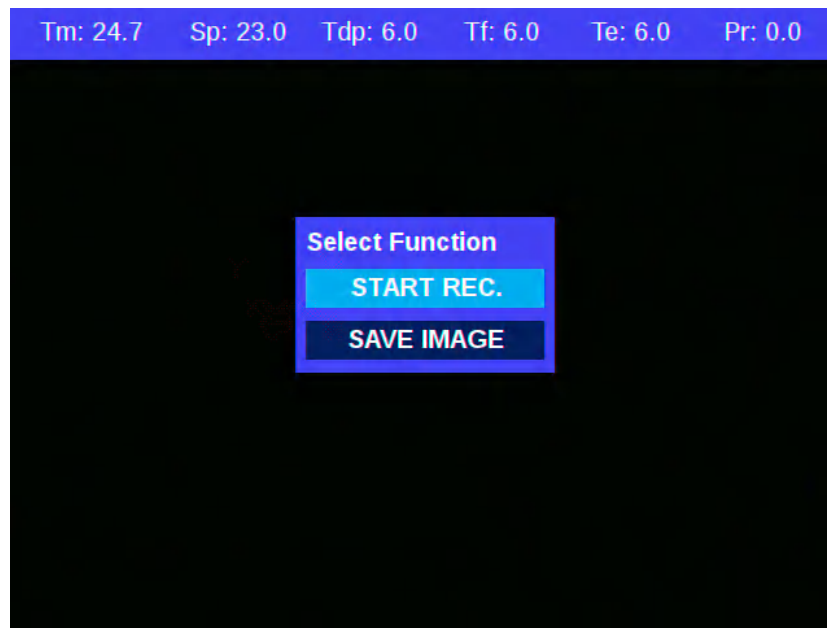 Tm: 24.7 Sp: 23.0 Tdp: 6.0 Tf: 6.0 Te: 6.0 Pr: 0.0
Select Function
START REC.
SAVE IMAGE